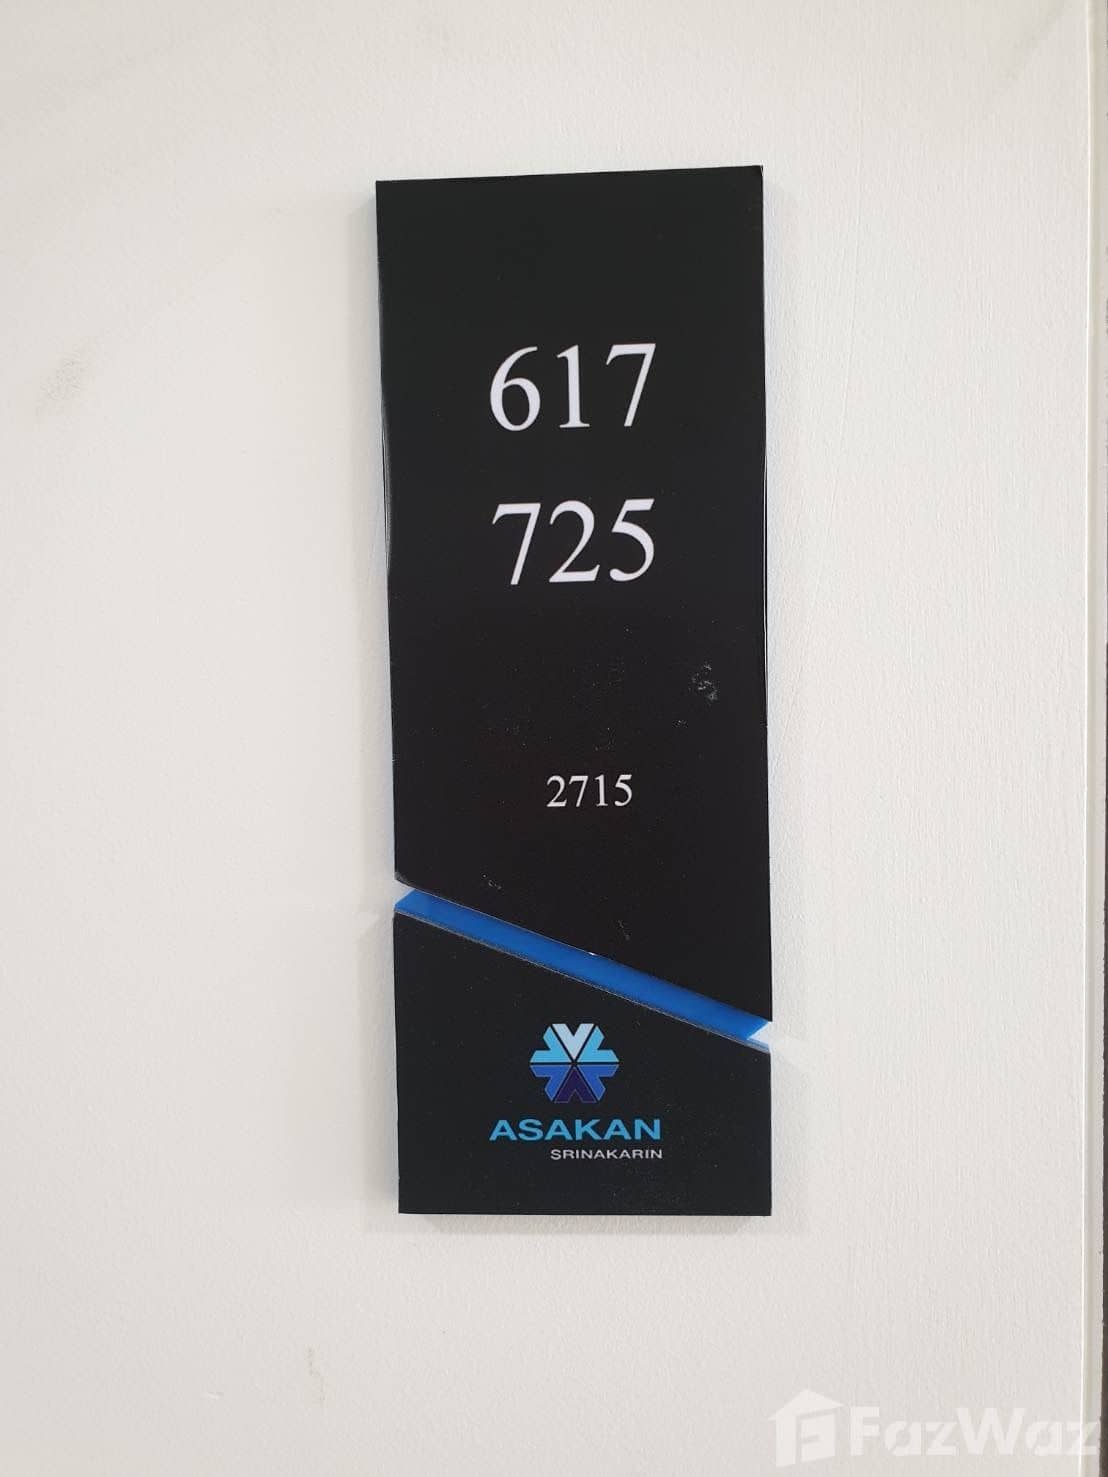 617
725
2715
ASAKAN
SRINAKARIN
FazWaz